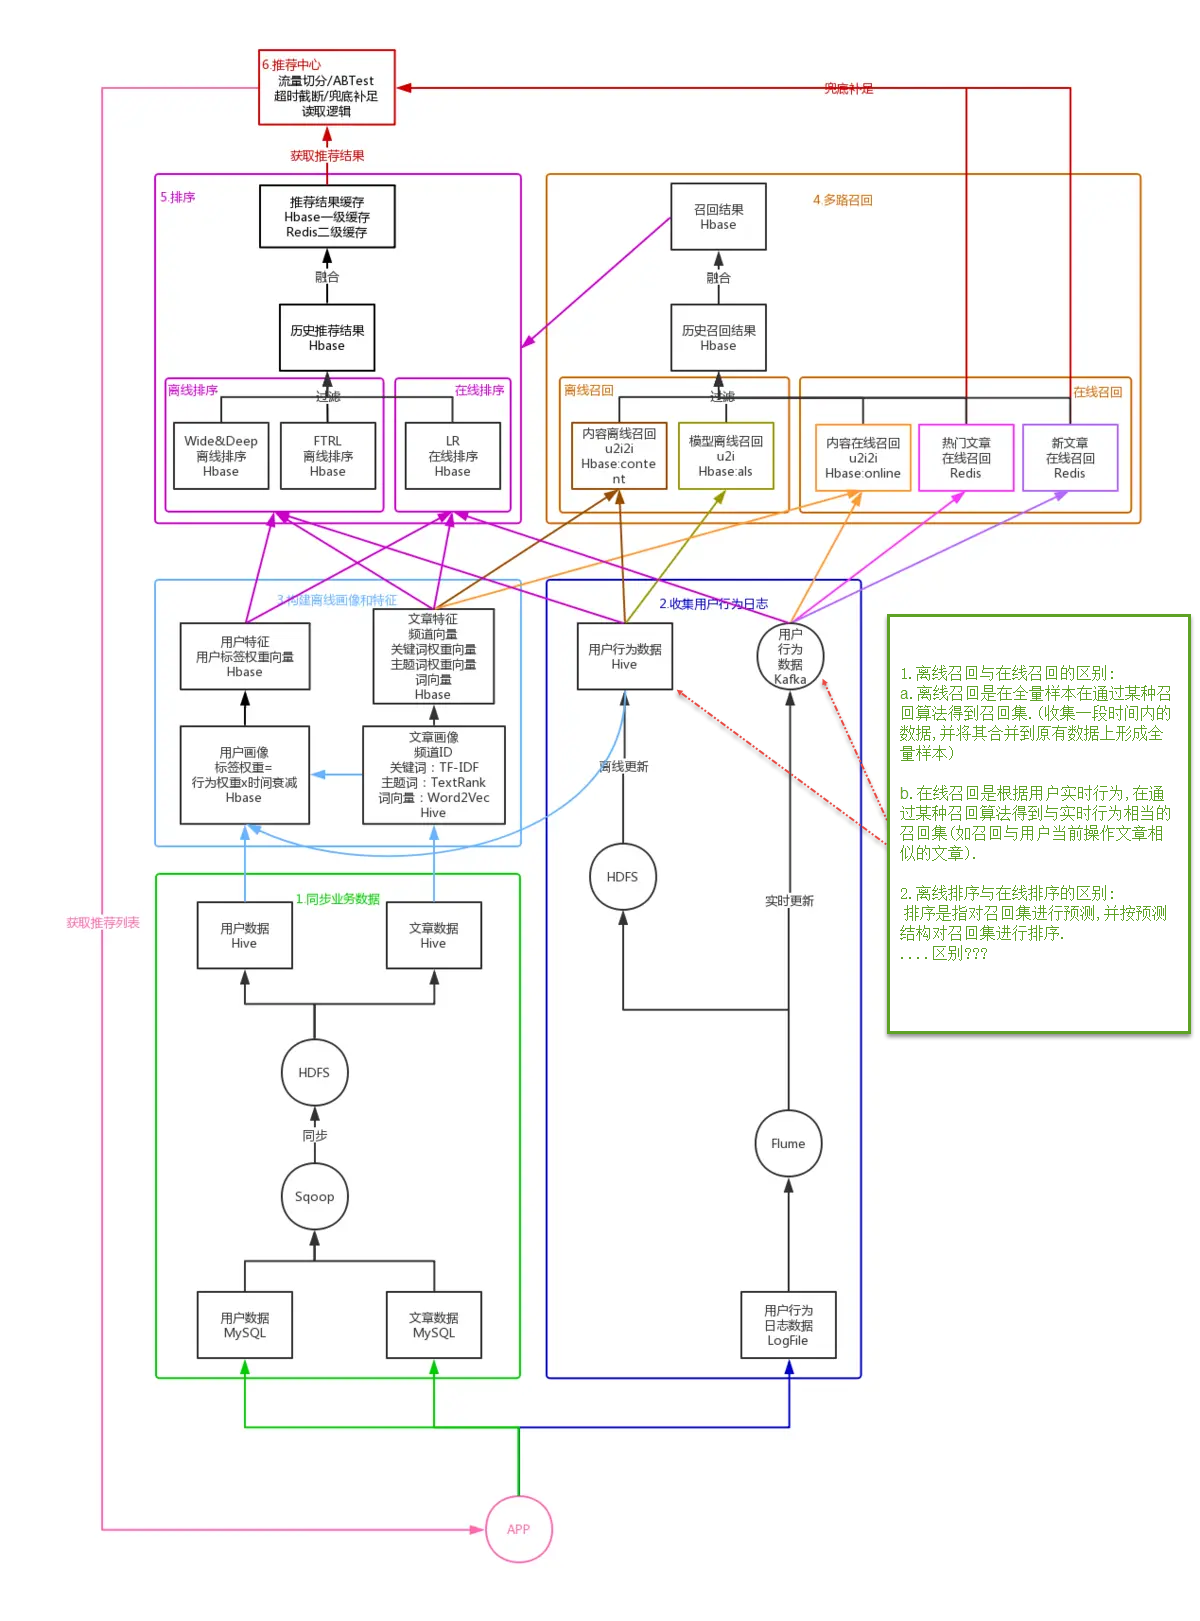 6.推荐中心
流量切分/ABTest
超时截断/兜底补足
读取逻辑
兜底补足
获取推荐结果
5.排序
推荐结果缓存
Hbase一级缓存
Redis二级缓存
融合
历史推荐结果
Hbase
离线排序
过滤
在线排序
Wide&Deep
离线排序
Hbase
FTRL
离线排序
Hbase
LR
在线排序
Hbase
4.多路召回
召回结果
Hbase
融合
历史召回结果
Hbase
离线召回
过滤
在线召回
内容离线召回
u2i2i
Hbase:conte
nt
模型离线召回
u2i
Hbase:als
内容在线召回
u2i2i
Hbase:online
热门文章
在线召回
Redis
新文章
在线召回
Redis
3.构建离线画像和特征
用户特征
用户标签权重向量
Hbase
文章特征
频道向量
关键词权重向量
主题词权重向量
词向量
Hbase
用户画像
标签权重=
行为权重x时间衰减
Hbase
文章画像
频道ID
关键词：TF-IDF
主题词：TextRank
词向量：Word2Vec
Hive
2.收集用户行为日志
用户行为数据
Hive
用户
行为
数据
Kafka
离线更新
HDFS
实时更新
Flume
用户行为
日志数据
LogFile
1.离线召回与在线召回的区别:
a.离线召回是在全量样本在通过某种召
回算法得到召回集.(收集一段时间内的
数据,并将其合并到原有数据上形成全
量样本)
b.在线召回是根据用户实时行为,在通
过某种召回算法得到与实时行为相当的
召回集(如召回与用户当前操作文章相
似的文章).
2.离线排序与在线排序的区别:
排序是指对召回集进行预测,并按预测
结构对召回集进行排序.
....区别???
获取推荐列表
1.同步业务数据
用户数据
Hive
文章数据
Hive
HDFS
同步
Sqoop
用户数据
MySQL
文章数据
MySQL
APP